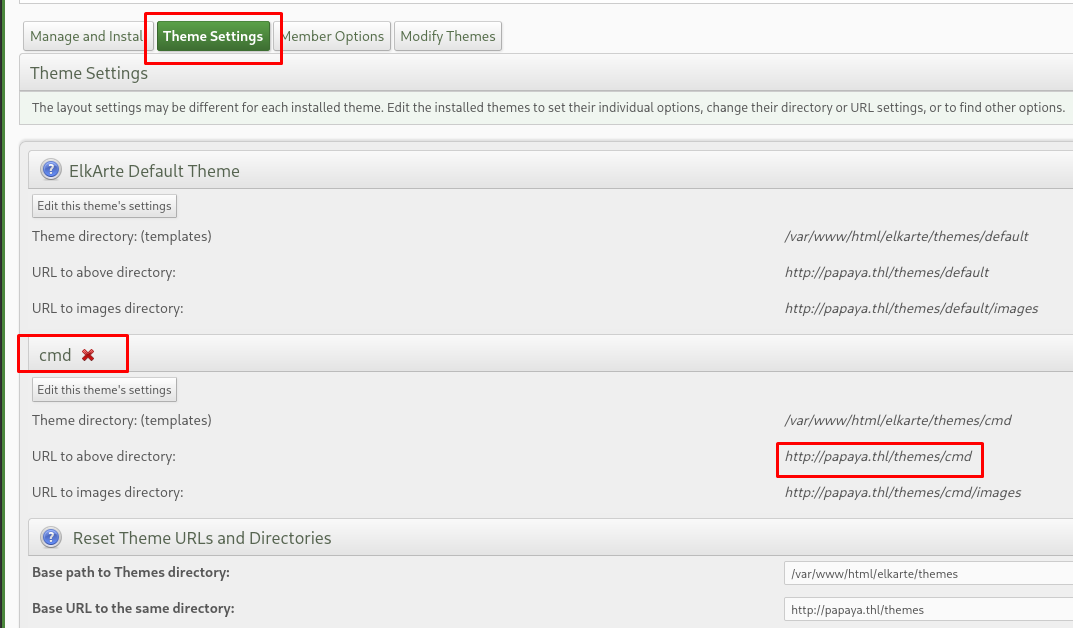 Manage and Instal Theme Settings Member Options Modify Themes
Theme Settings
The layout settings may be different for each installed theme. Edit the installed themes to set their individual options, change their directory or URL settings, or to find other options.
ElkArte Default Theme
Edit this theme's settings
Theme directory: (templates) /var/www/html/elkarte/themes/default
URL to above directory: http://papaya.thl/themes/default
URL to images directory: http://papaya.thl/themes/default/images
cmd
Edit this theme's settings
Theme directory: (templates) /var/www/html/elkarte/themes/cmd
URL to above directory: http://papaya.thl/themes/cmd
URL to images directory: http://papaya.thl/themes/cmd/images
Reset Theme URLs and Directories
Base path to Themes directory: /var/www/html/elkarte/themes
Base URL to the same directory: http://papaya.thl/themes